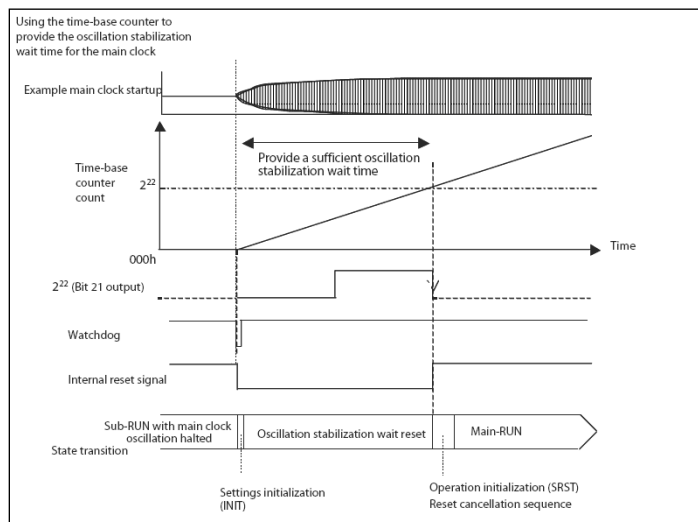 Using the time-base counter to
provide the oscillation stabilization
wait time for the main clock
Example main clock startup
Provide a sufficient oscillation
stabilization wait time
Time-base
counter
count
2²²
000h
Time
2²² (Bit 21 output)
Watchdog
Internal reset signal
Sub-RUN with main clock
oscillation halted
Oscillation stabilization wait reset
Main-RUN
State transition
Settings initialization
(INIT)
Operation initialization (SRST)
Reset cancellation sequence